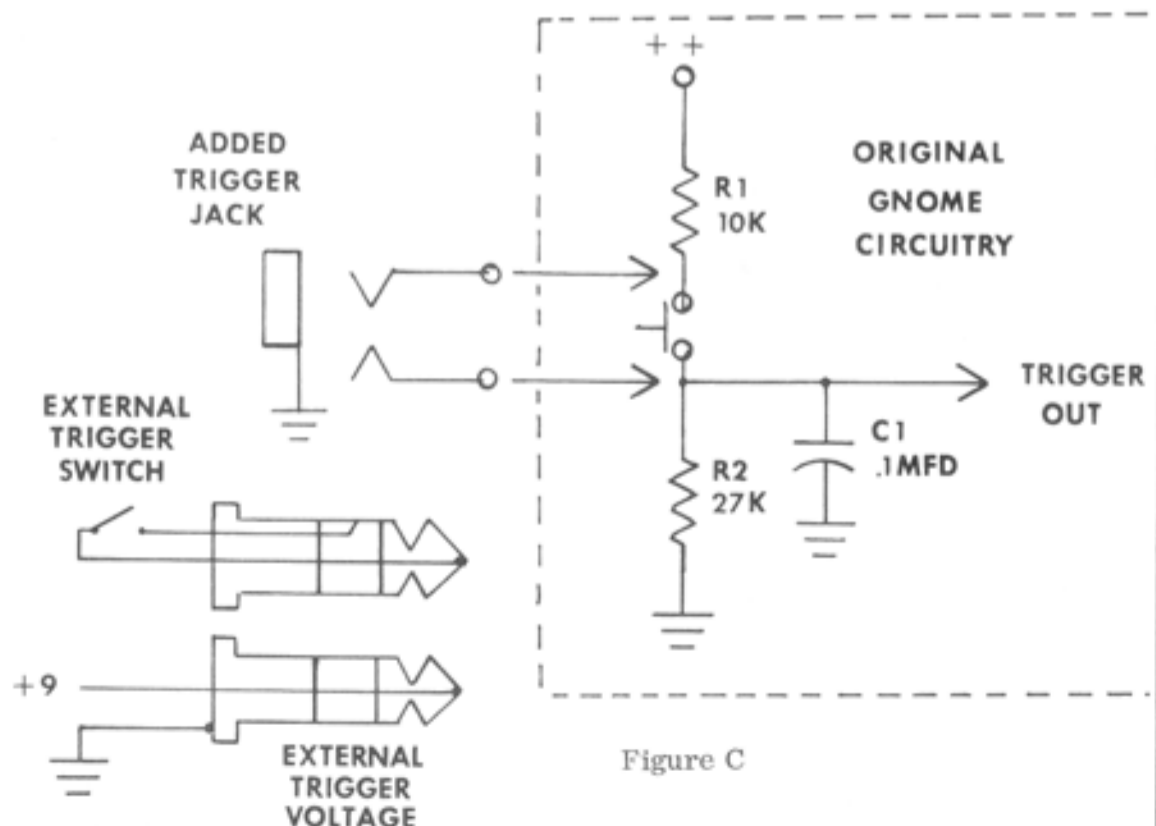 + +
ADDED
TRIGGER
JACK
R1
10K
ORIGINAL
GNOME
CIRCUITRY
EXTERNAL
TRIGGER
SWITCH
TRIGGER
OUT
C1
.1MFD
R2
27K
+9
EXTERNAL
TRIGGER
VOLTAGE
Figure C